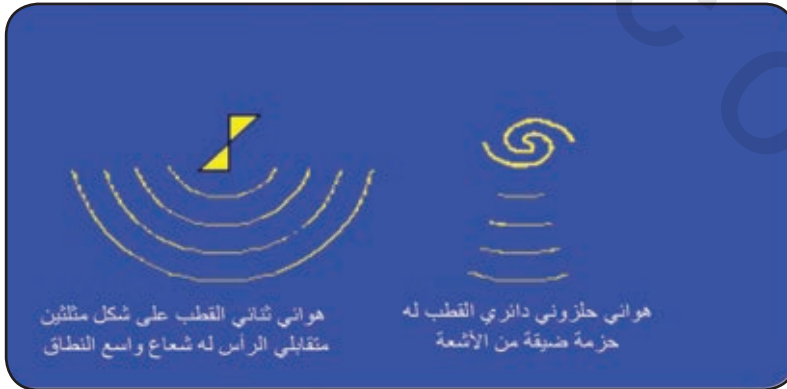 هوائي حلزوني دائري القطب له
حزمة ضيقة من الأشعة
هوائي ثنائي القطب على شكل مثلثين
متقابلي الرأس له شعاع واسع النطاق